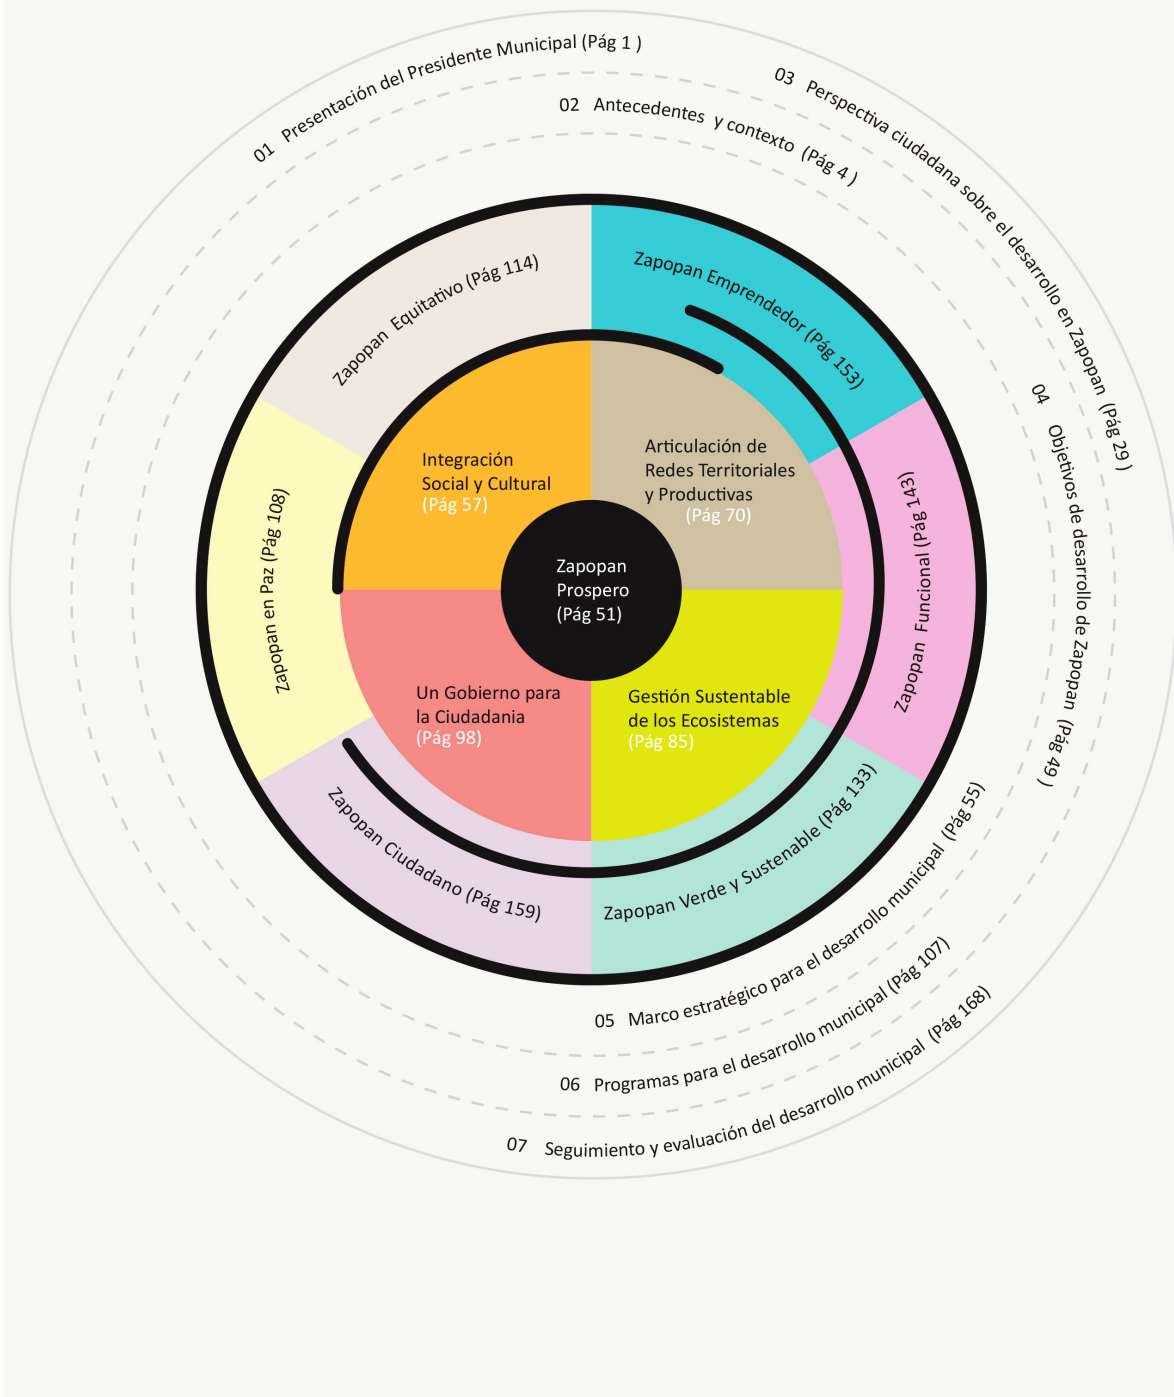 01 Presentación del Presidente Municipal (Pág 1 )
02 Antecedentes y contexto (Pág 4 )
03 Perspectiva ciudadana sobre el desarrollo en Zapopan (Pág 29 )
04 Objetivos de desarrollo de Zapopan (Pág 49 )
05 Marco estratégico para el desarrollo municipal (Pág 55)
06 Programas para el desarrollo municipal (Pág 107)
07 Seguimiento y evaluación del desarrollo municipal (Pág 168)
Zapopan Equitativo (Pág 114)
Zapopan Emprendedor (Pág 153)
Zapopan Funcional (Pág 143)
Zapopan Verde y Sustenable (Pág 133)
Zapopan Ciudadano (Pág 159)
Zapopan en Paz (Pág 108)
Integración
Social y Cultural
(Pág 57)
Articulación de
Redes Territoriales
y Productivas
(Pág 70)
Zapopan
Prospero
(Pág 51)
Un Gobierno para
la Ciudadania
(Pág 98)
Gestión Sustentable
de los Ecosistemas
(Pág 85)